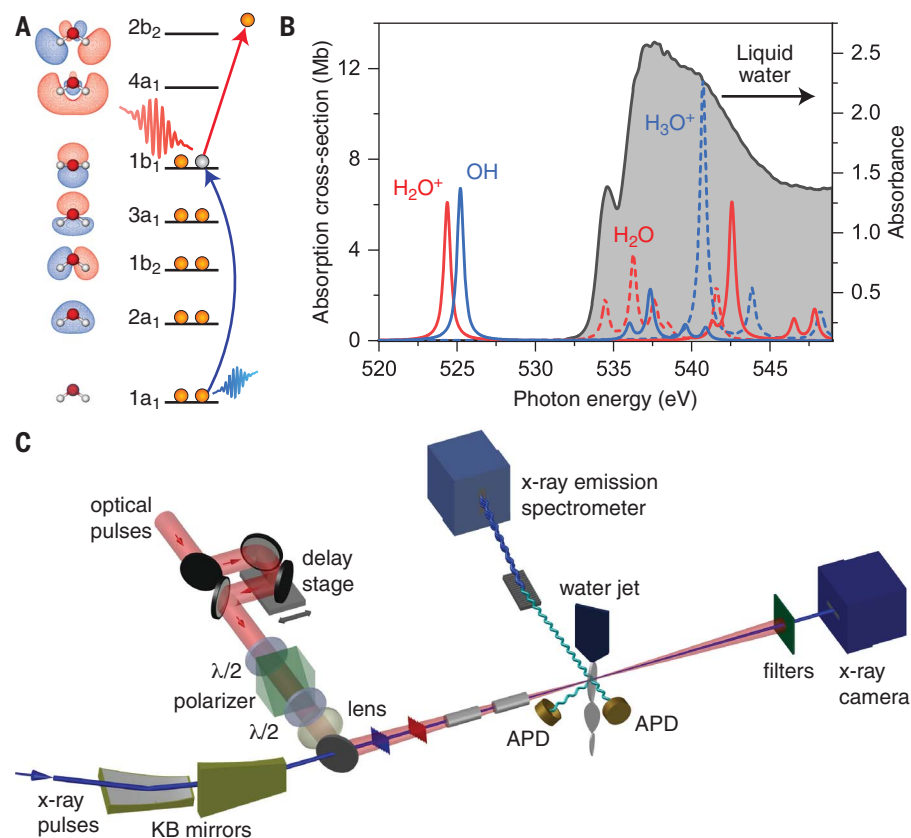 A
2b₂
4a₁
1b₁
3a₁
1b₂
2a₁
1a₁
B
Absorption cross-section (Mb)
12
8
4
0
H₂O⁺
OH
H₂O
H₃O⁺
Liquid
water
2.5
2.0
1.5
1.0
0.5
Absorbance
520
525
530
535
540
545
Photon energy (eV)
C
optical
pulses
delay
stage
λ/2
polarizer
λ/2
lens
x-ray
pulses
KB mirrors
x-ray emission
spectrometer
water jet
APD
APD
filters
x-ray
camera